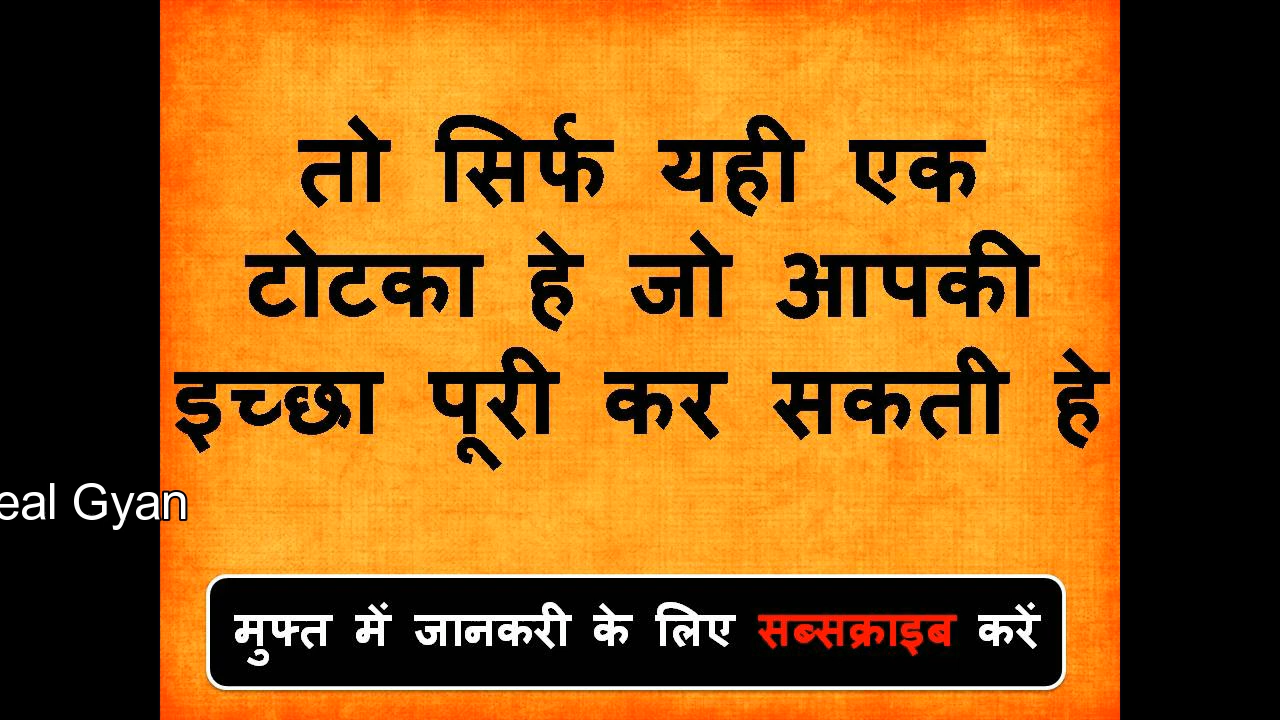 तो सिर्फ यही एक
टोटका हे जो आपकी
इच्छा पूरी कर सकती हे
eal Gyan
मुफ्त में जानकरी के लिए सब्सक्राइब करें